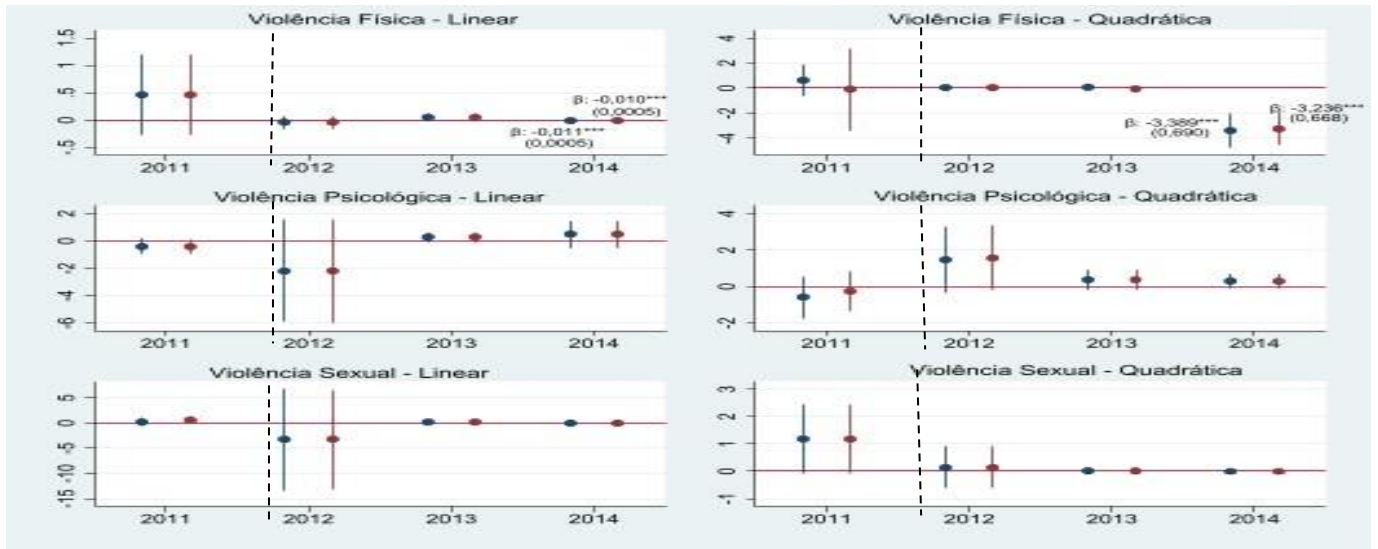 Violência Física - Linear
1.5
1
.5
0
-.5
β: -0,010***
(0,0005)
β: -0,011***
(0,0005)
2011 2012 2013 2014
Violência Física - Quadrática
4
2
0
-2
-4
β: -3,389***
(0,690)
β: -3,236***
(0,668)
2011 2012 2013 2014
Violência Psicológica - Linear
2
0
-2
-4
-6
2011 2012 2013 2014
Violência Psicológica - Quadrática
4
2
0
-2
2011 2012 2013 2014
Violência Sexual - Linear
5
0
-5
-10
-15
2011 2012 2013 2014
Violência Sexual - Quadrática
3
2
1
0
-1
2011 2012 2013 2014